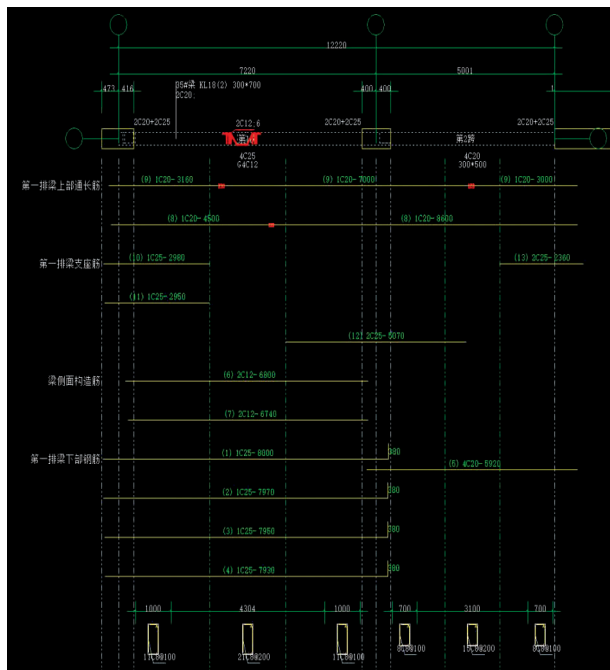 12220
7220 5001
473 416 400 400 1
35#梁 KL18(2) 300*700
2C20.
2C20+2C25 2C12:6 2C20+2C25 2C20+2C25
第2跨
4C25 4C20
G4C12 300*500
第一排梁上部通长筋 (9) 1C20-3160 (9) 1C20-7000 (9) 1C20-3000
(8) 1C20-4500 (8) 1C20-8600
第一排梁支座筋 (10) 1C25-2980 (13) 2C25-2360
(11) 1C25-2950
(12) 2C25-5070
梁侧面构造筋 (6) 2C12-6800
(7) 2C12-6740
第一排梁下部钢筋 (1) 1C25-8000 380
(5) 4C20-5920
(2) 1C25-7970 380
(3) 1C25-7950 380
(4) 1C25-7930 380
1000 4304 1000 700 3100 700
11C8@100 21C8@200 11C8@100 8C8@100 15C8@200 8C8@100